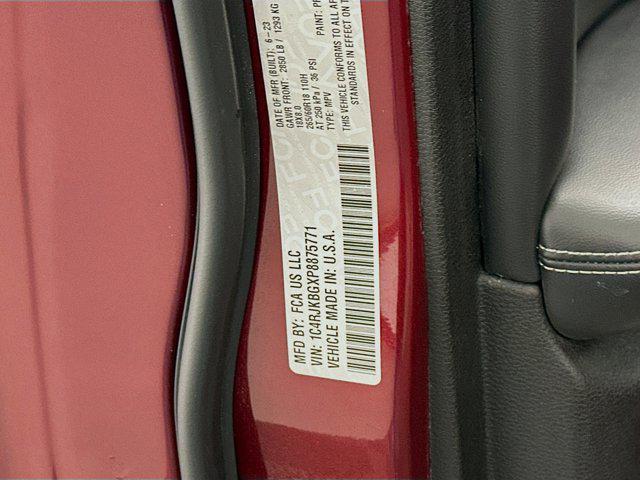 MFD BY: FCA US LLC
DATE OF MFR (BUILT): 6-23
GAWR FRONT: 2850 LB / 1293 KG
18X8.0
265/60R18 110H
AT 250 kPa / 36 PSI
TYPE: MPV
PAINT:
THIS VEHICLE CONFORMS TO ALL
STANDARDS IN EFFECT ON
VIN: 1C4RJKBGXP8875771
VEHICLE MADE IN: U.S.A.